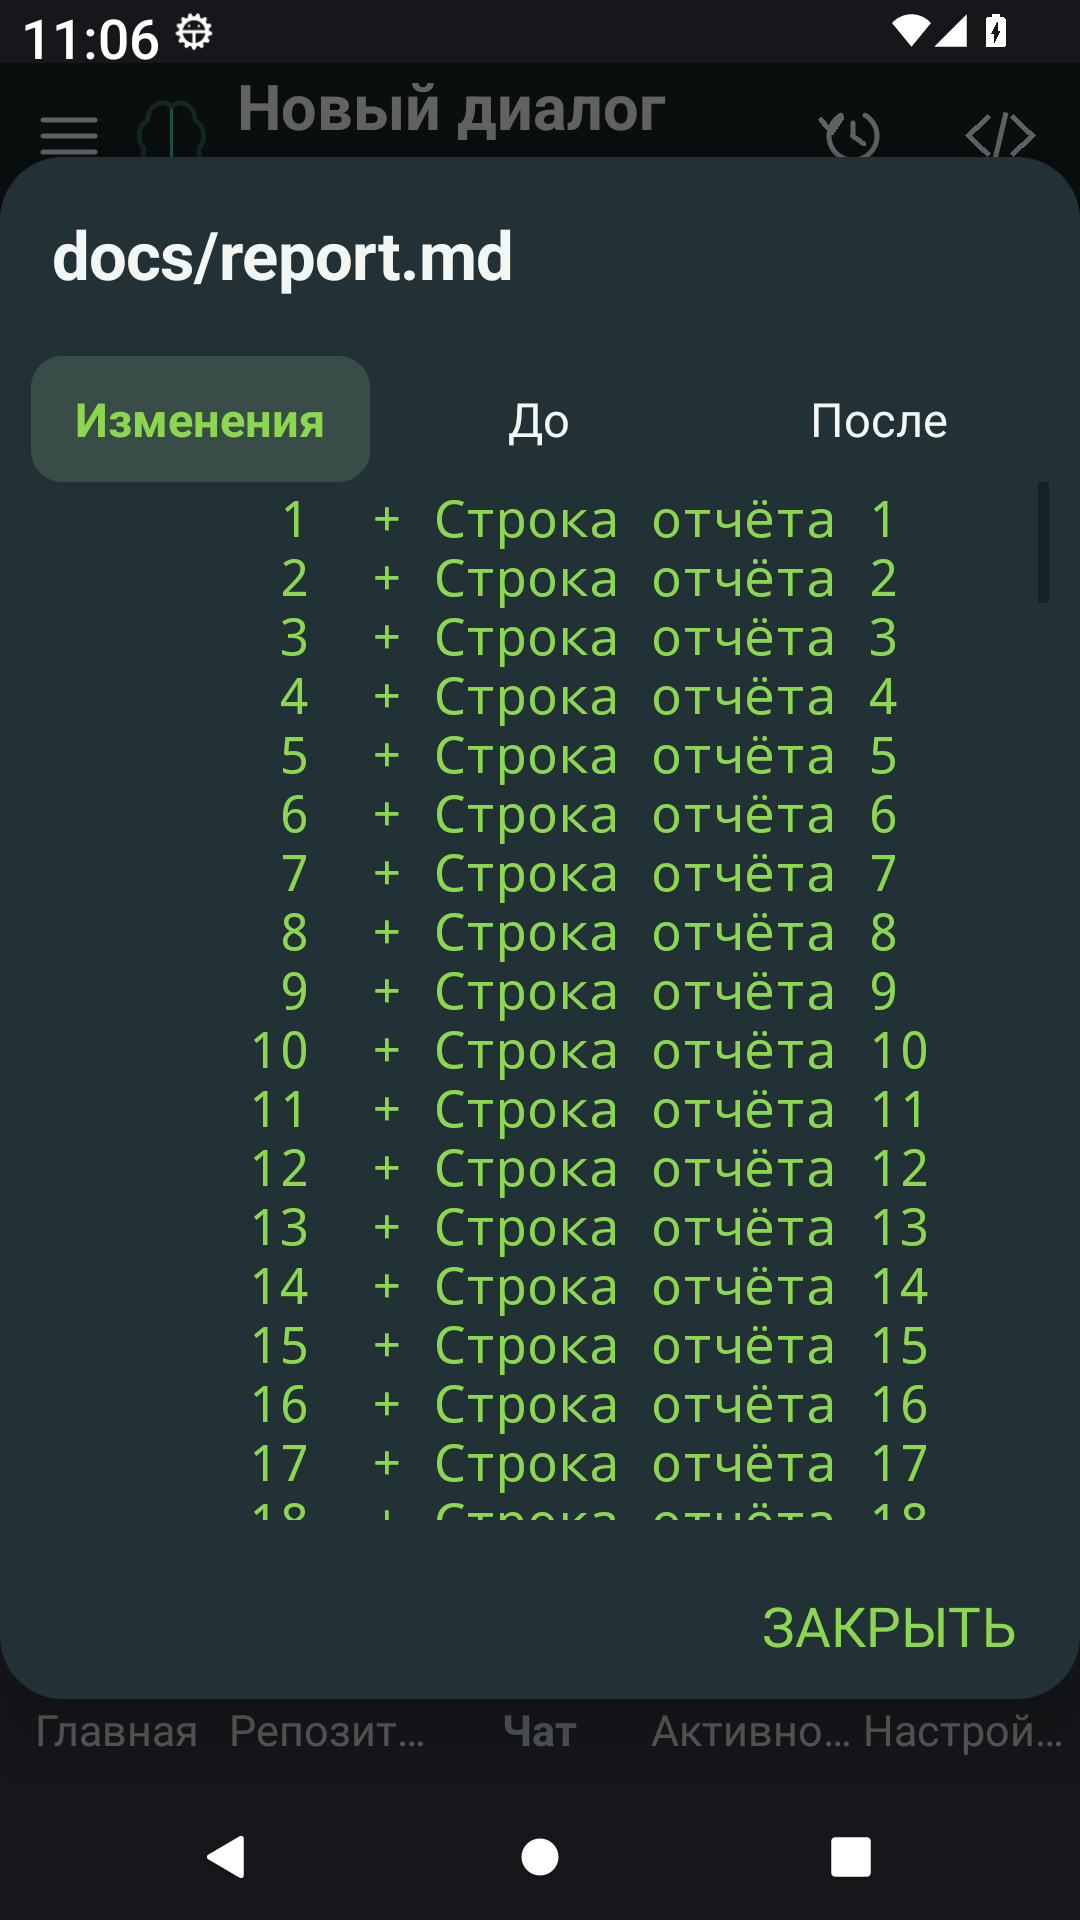 11:06
Новый диалог
docs/report.md
Изменения До После
1 + Строка отчёта 1
2 + Строка отчёта 2
3 + Строка отчёта 3
4 + Строка отчёта 4
5 + Строка отчёта 5
6 + Строка отчёта 6
7 + Строка отчёта 7
8 + Строка отчёта 8
9 + Строка отчёта 9
10 + Строка отчёта 10
11 + Строка отчёта 11
12 + Строка отчёта 12
13 + Строка отчёта 13
14 + Строка отчёта 14
15 + Строка отчёта 15
16 + Строка отчёта 16
17 + Строка отчёта 17
18 + Строка отчёта 18
ЗАКРЫТЬ
Главная Репозит… Чат Активно… Настрой…